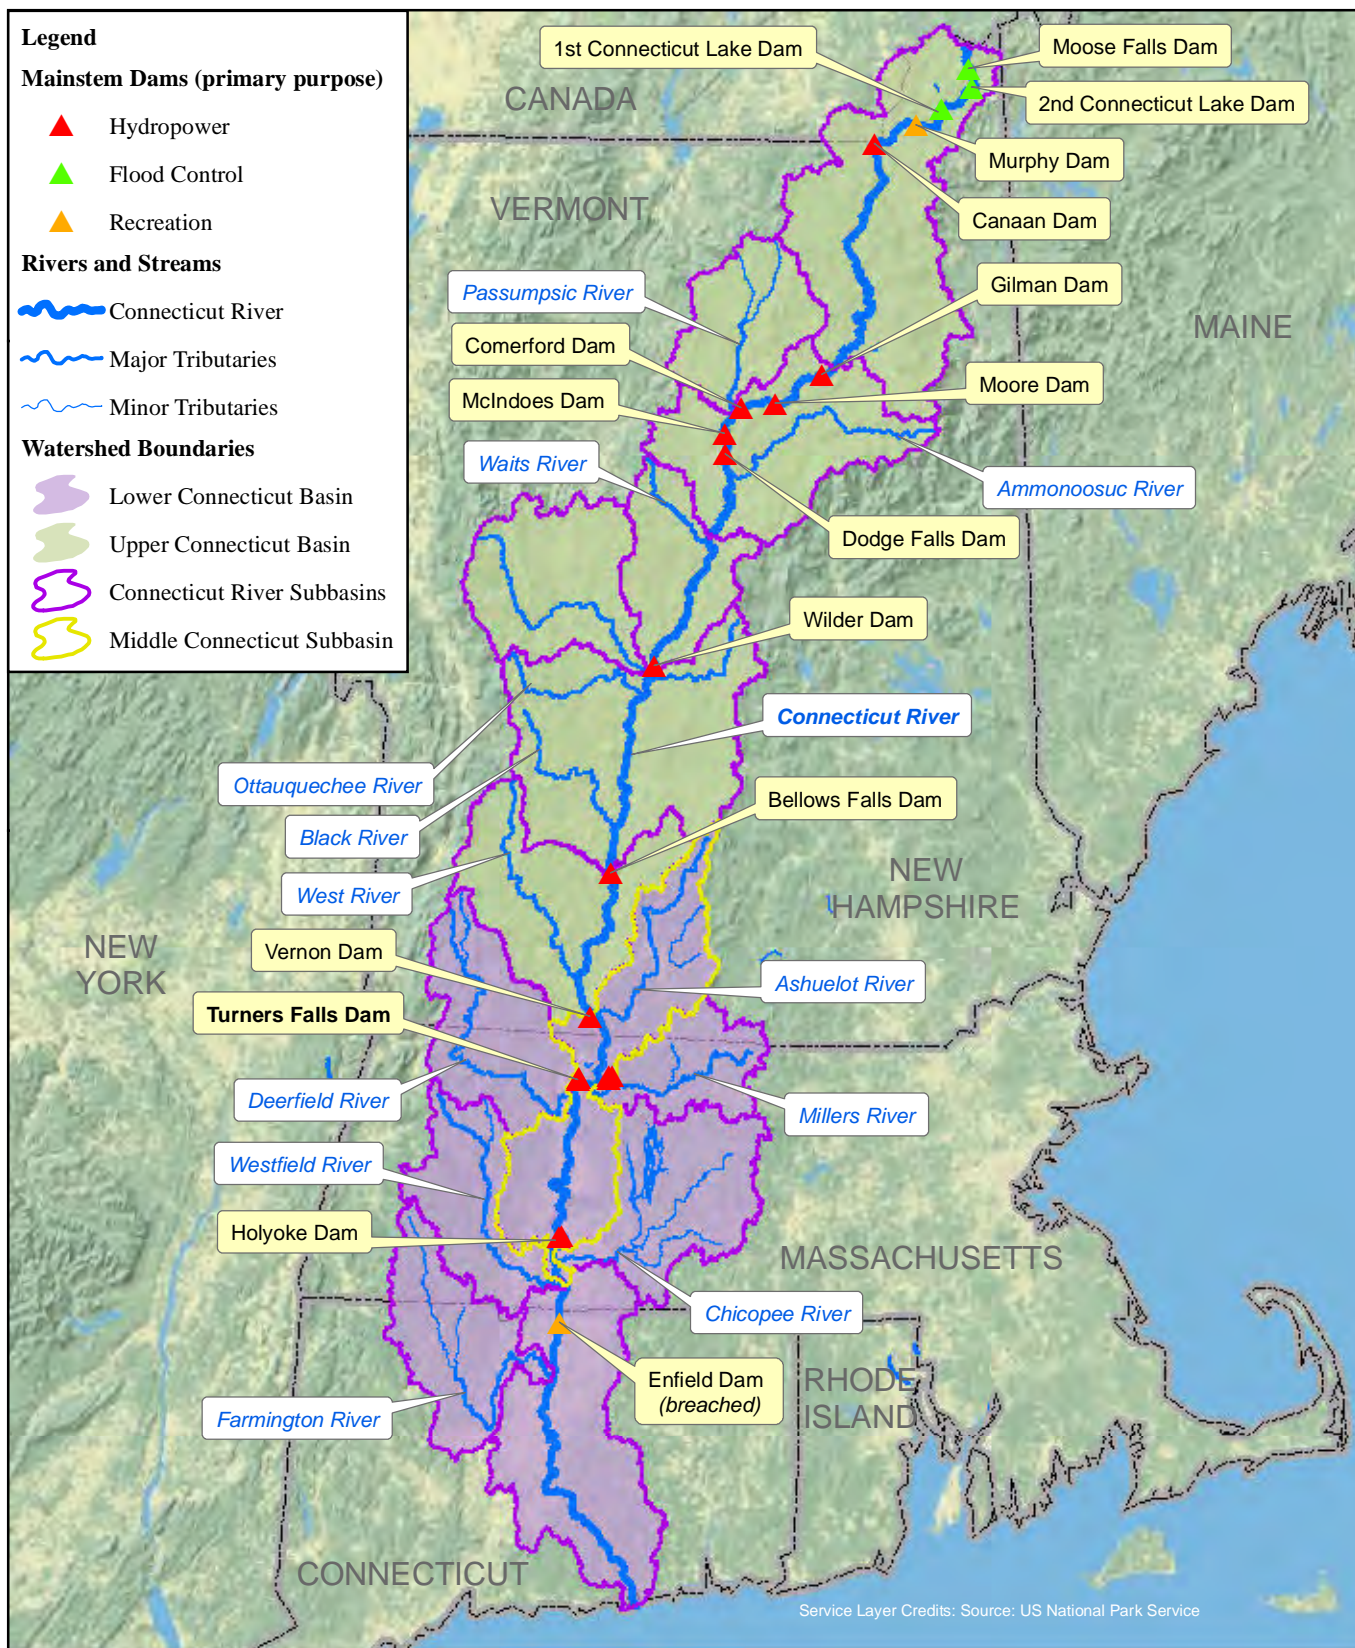 Legend
Mainstem Dams (primary purpose)
Hydropower
Flood Control
Recreation
Rivers and Streams
Connecticut River
Major Tributaries
Minor Tributaries
Watershed Boundaries
Lower Connecticut Basin
Upper Connecticut Basin
Connecticut River Subbasins
Middle Connecticut Subbasin
1st Connecticut Lake Dam
Moose Falls Dam
CANADA
2nd Connecticut Lake Dam
Murphy Dam
VERMONT
Canaan Dam
Passumpsic River
Gilman Dam
MAINE
Comerford Dam
Moore Dam
McIndoes Dam
Waits River
Ammonoosuc River
Dodge Falls Dam
Wilder Dam
Connecticut River
Ottauquechee River
Bellows Falls Dam
Black River
West River
NEW
HAMPSHIRE
Vernon Dam
NEW
YORK
Ashuelot River
Turners Falls Dam
Deerfield River
Millers River
Westfield River
Holyoke Dam
MASSACHUSETTS
Chicopee River
Enfield Dam
(breached)
RHODE
ISLAND
Farmington River
CONNECTICUT
Service Layer Credits: Source: US National Park Service